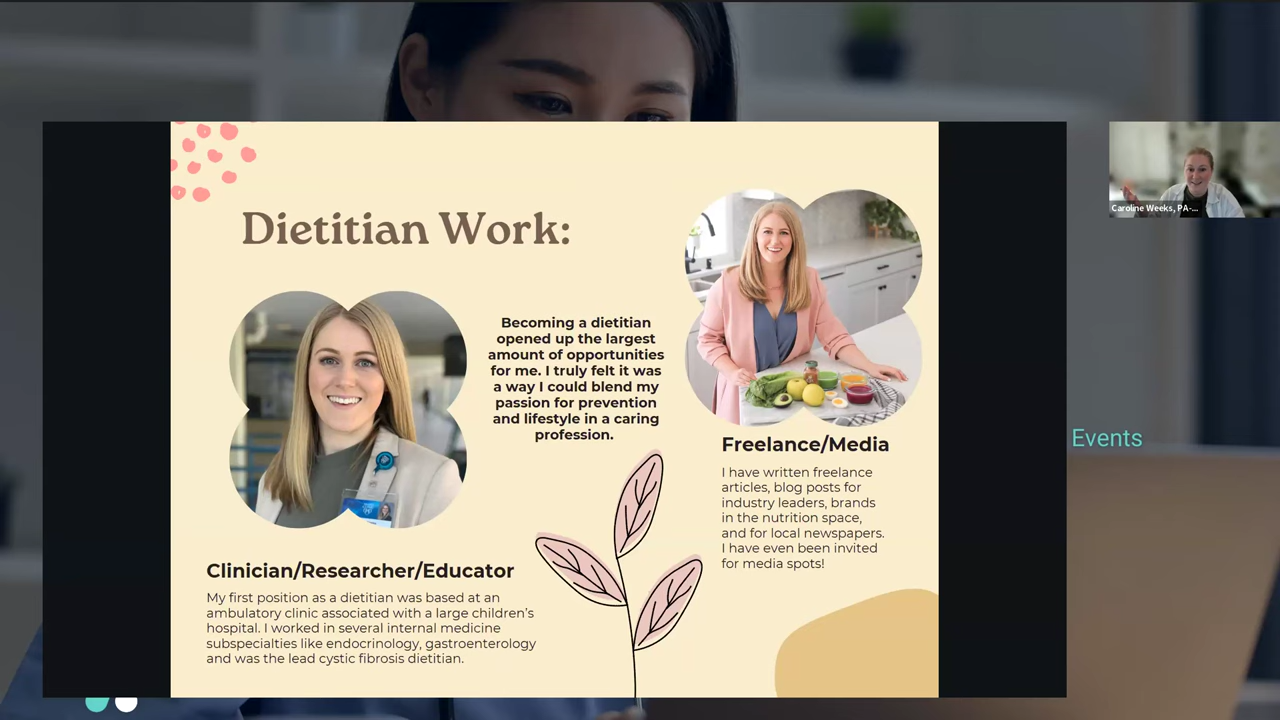 Dietitian Work:
Becoming a dietitian
opened up the largest
amount of opportunities
for me. I truly felt it was
a way I could blend my
passion for prevention
and lifestyle in a caring
profession.
Freelance/Media
I have written freelance
articles, blog posts for
industry leaders, brands
in the nutrition space,
and for local newspapers.
I have even been invited
for media spots!
Clinician/Researcher/Educator
My first position as a dietitian was based at an
ambulatory clinic associated with a large children's
hospital. I worked in several internal medicine
subspecialties like endocrinology, gastroenterology
and was the lead cystic fibrosis dietitian.
Caroline Weeks, PA-...
Events